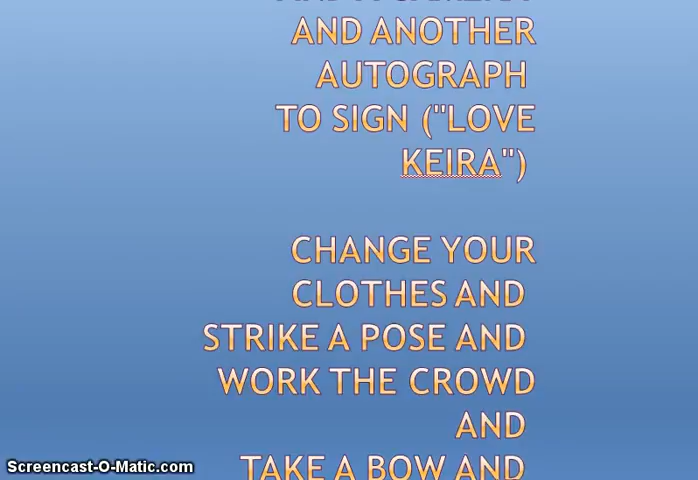 AND ANOTHER
AUTOGRAPH
TO SIGN ("LOVE
KEIRA")
CHANGE YOUR
CLOTHES AND
STRIKE A POSE AND
WORK THE CROWD
AND
TAKE A BOW AND
Screencast-O-Matic.com